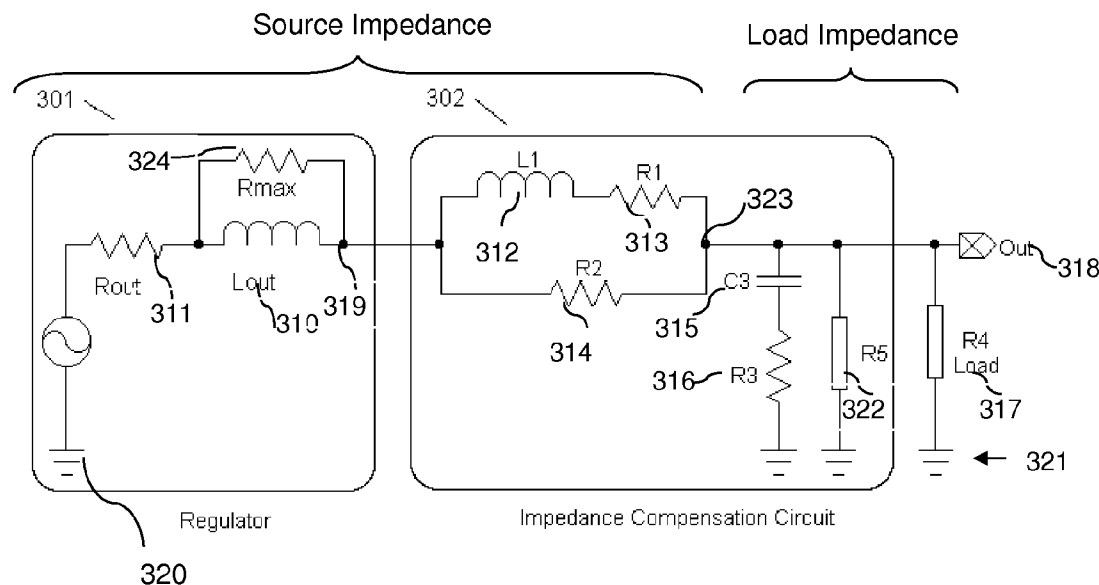 Source Impedance
Load Impedance
301
302
324
Rmax
L1
R1
323
312
313
Rout
Lout
311
310
319
R2
314
C3
315
Out
318
316
R3
R5
322
R4
Load
317
321
Regulator
Impedance Compensation Circuit
320